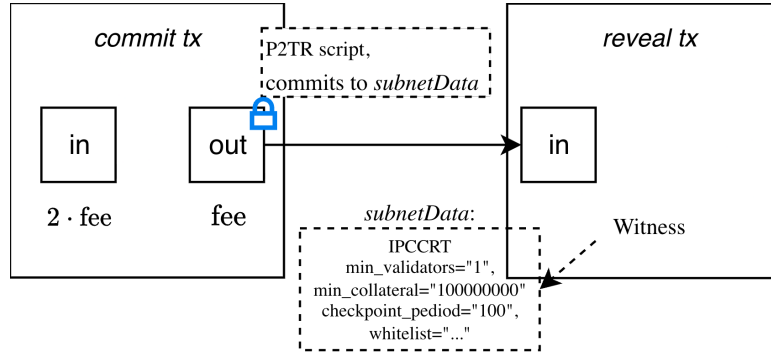 commit tx
P2TR script,
commits to subnetData
reveal tx
in
out
in
2 · fee
fee
subnetData:
Witness
IPCCRT
min_validators="1",
min_collateral="100000000"
checkpoint_pediod="100",
whitelist="..."